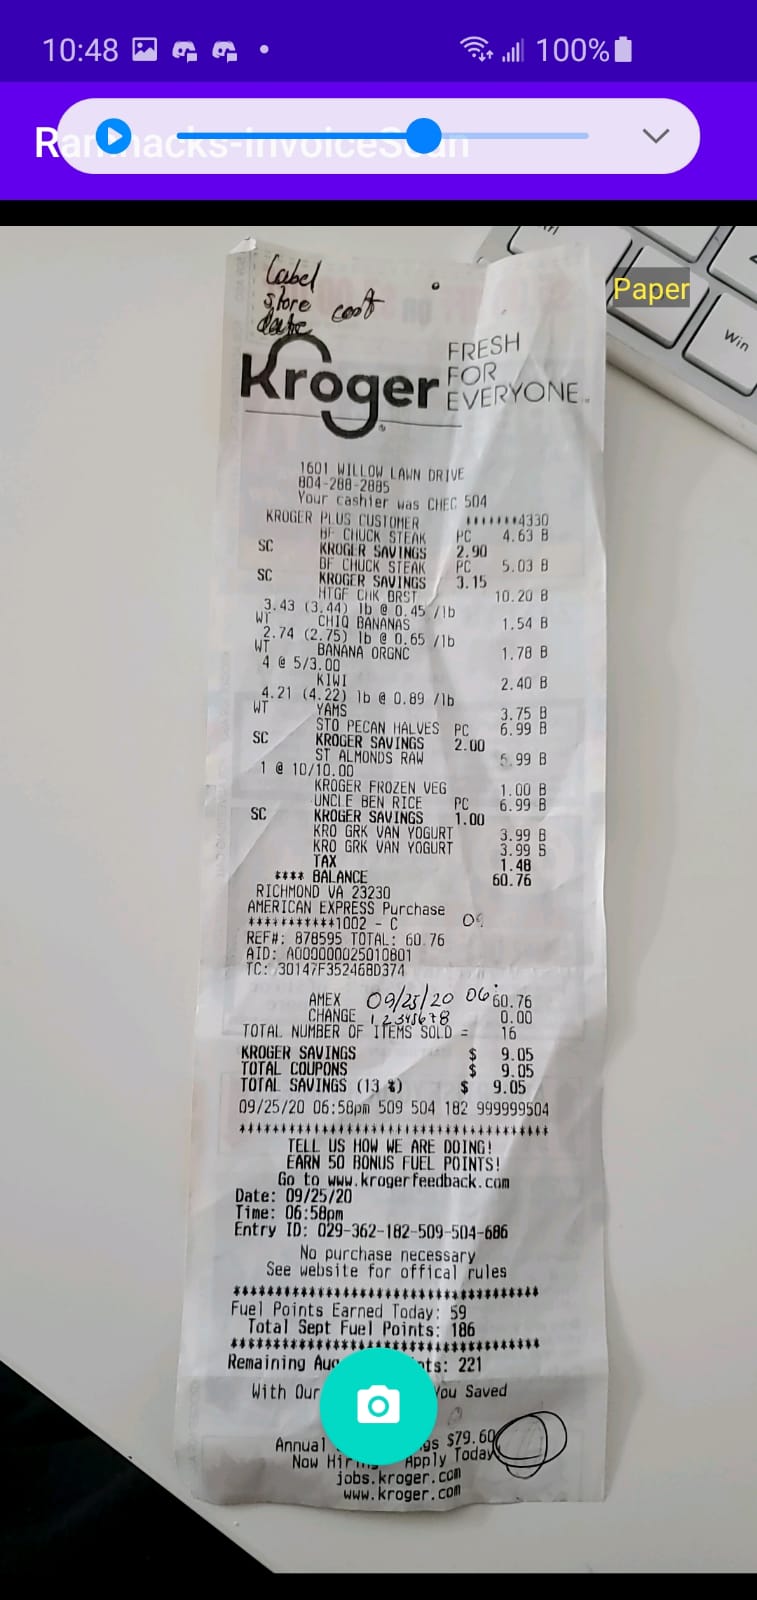 10:48 100%
Ramhacks-InvoiceScan
Paper
Win
Label
store cost
date
Kroger
FRESH
FOR
EVERYONE™
1601 WILLOW LAWN DRIVE
804-288-2885
Your cashier was CHEC 504
KROGER PLUS CUSTOMER *******4330
BF CHUCK STEAK PC 4.63 B
SC KROGER SAVINGS 2.90
BF CHUCK STEAK PC 5.03 B
SC KROGER SAVINGS 3.15
HTGF CHK BRST 10.20 B
3.43 (3.44) lb @ 0.45 /lb
WT CHIQ BANANAS 1.54 B
2.74 (2.75) lb @ 0.65 /lb
WT BANANA ORGNC 1.78 B
4 @ 5/3.00
KIWI 2.40 B
4.21 (4.22) lb @ 0.89 /lb
WT YAMS 3.75 B
STO PECAN HALVES PC 6.99 B
SC KROGER SAVINGS 2.00
ST ALMONDS RAW 6.99 B
1 @ 10/10.00
KROGER FROZEN VEG 1.00 B
UNCLE BEN RICE PC 6.99 B
SC KROGER SAVINGS 1.00
KRO GRK VAN YOGURT 3.99 B
KRO GRK VAN YOGURT 3.99 B
TAX 1.48
**** BALANCE 60.76
RICHMOND VA 23230
AMERICAN EXPRESS Purchase
************1002 - C
REF#: 878595 TOTAL: 60.76
AID: A000000025010801
TC: 30147F352468D374
AMEX 09/25/20 06: 60.76
CHANGE 12345678 0.00
TOTAL NUMBER OF ITEMS SOLD = 16
KROGER SAVINGS $ 9.05
TOTAL COUPONS $ 9.05
TOTAL SAVINGS (13 %) $ 9.05
09/25/20 06:58pm 509 504 182 999999504
****************************************
TELL US HOW WE ARE DOING!
EARN 50 BONUS FUEL POINTS!
Go to www.krogerfeedback.com
Date: 09/25/20
Time: 06:58pm
Entry ID: 029-362-182-509-504-686
No purchase necessary
See website for offical rules
****************************************
Fuel Points Earned Today: 59
Total Sept Fuel Points: 186
****************************************
Remaining Aug nts: 221
With Our You Saved
Annual gs $79.60
Now Hiring Apply Today
jobs.kroger.com
www.kroger.com